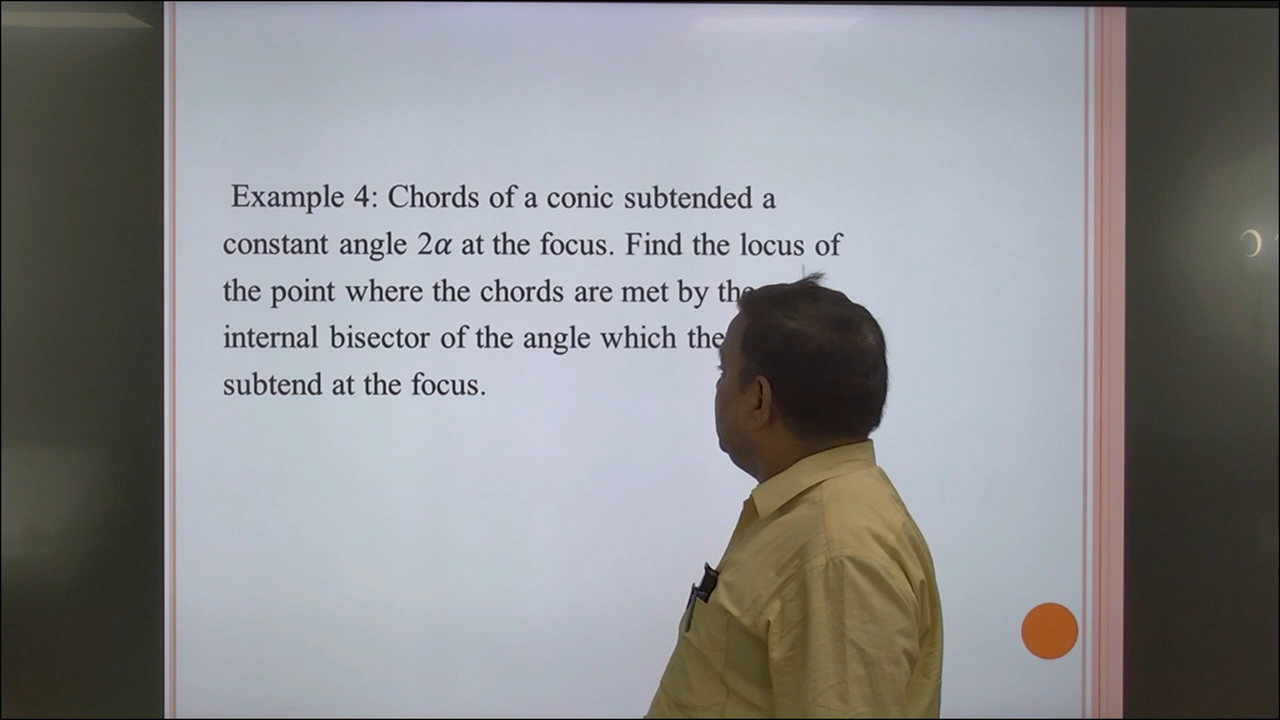 Example 4: Chords of a conic subtended a
constant angle 2α at the focus. Find the locus of
the point where the chords are met by the
internal bisector of the angle which
subtend at the focus.